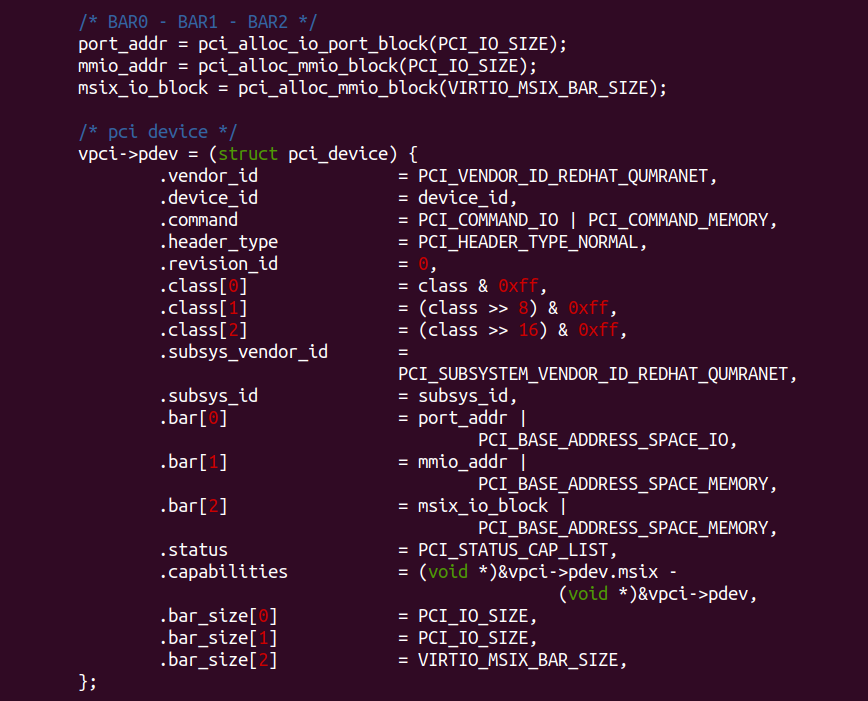 /* BAR0 - BAR1 - BAR2 */
port_addr = pci_alloc_io_port_block(PCI_IO_SIZE);
mmio_addr = pci_alloc_mmio_block(PCI_IO_SIZE);
msix_io_block = pci_alloc_mmio_block(VIRTIO_MSIX_BAR_SIZE);

/* pci device */
vpci->pdev = (struct pci_device) {
        .vendor_id              = PCI_VENDOR_ID_REDHAT_QUMRANET,
        .device_id              = device_id,
        .command                = PCI_COMMAND_IO | PCI_COMMAND_MEMORY,
        .header_type            = PCI_HEADER_TYPE_NORMAL,
        .revision_id            = 0,
        .class[0]               = class & 0xff,
        .class[1]               = (class >> 8) & 0xff,
        .class[2]               = (class >> 16) & 0xff,
        .subsys_vendor_id       =
                                PCI_SUBSYSTEM_VENDOR_ID_REDHAT_QUMRANET,
        .subsys_id              = subsys_id,
        .bar[0]                 = port_addr |
                                        PCI_BASE_ADDRESS_SPACE_IO,
        .bar[1]                 = mmio_addr |
                                        PCI_BASE_ADDRESS_SPACE_MEMORY,
        .bar[2]                 = msix_io_block |
                                        PCI_BASE_ADDRESS_SPACE_MEMORY,
        .status                 = PCI_STATUS_CAP_LIST,
        .capabilities           = (void *)&vpci->pdev.msix -
                                                (void *)&vpci->pdev,
        .bar_size[0]            = PCI_IO_SIZE,
        .bar_size[1]            = PCI_IO_SIZE,
        .bar_size[2]            = VIRTIO_MSIX_BAR_SIZE,
};